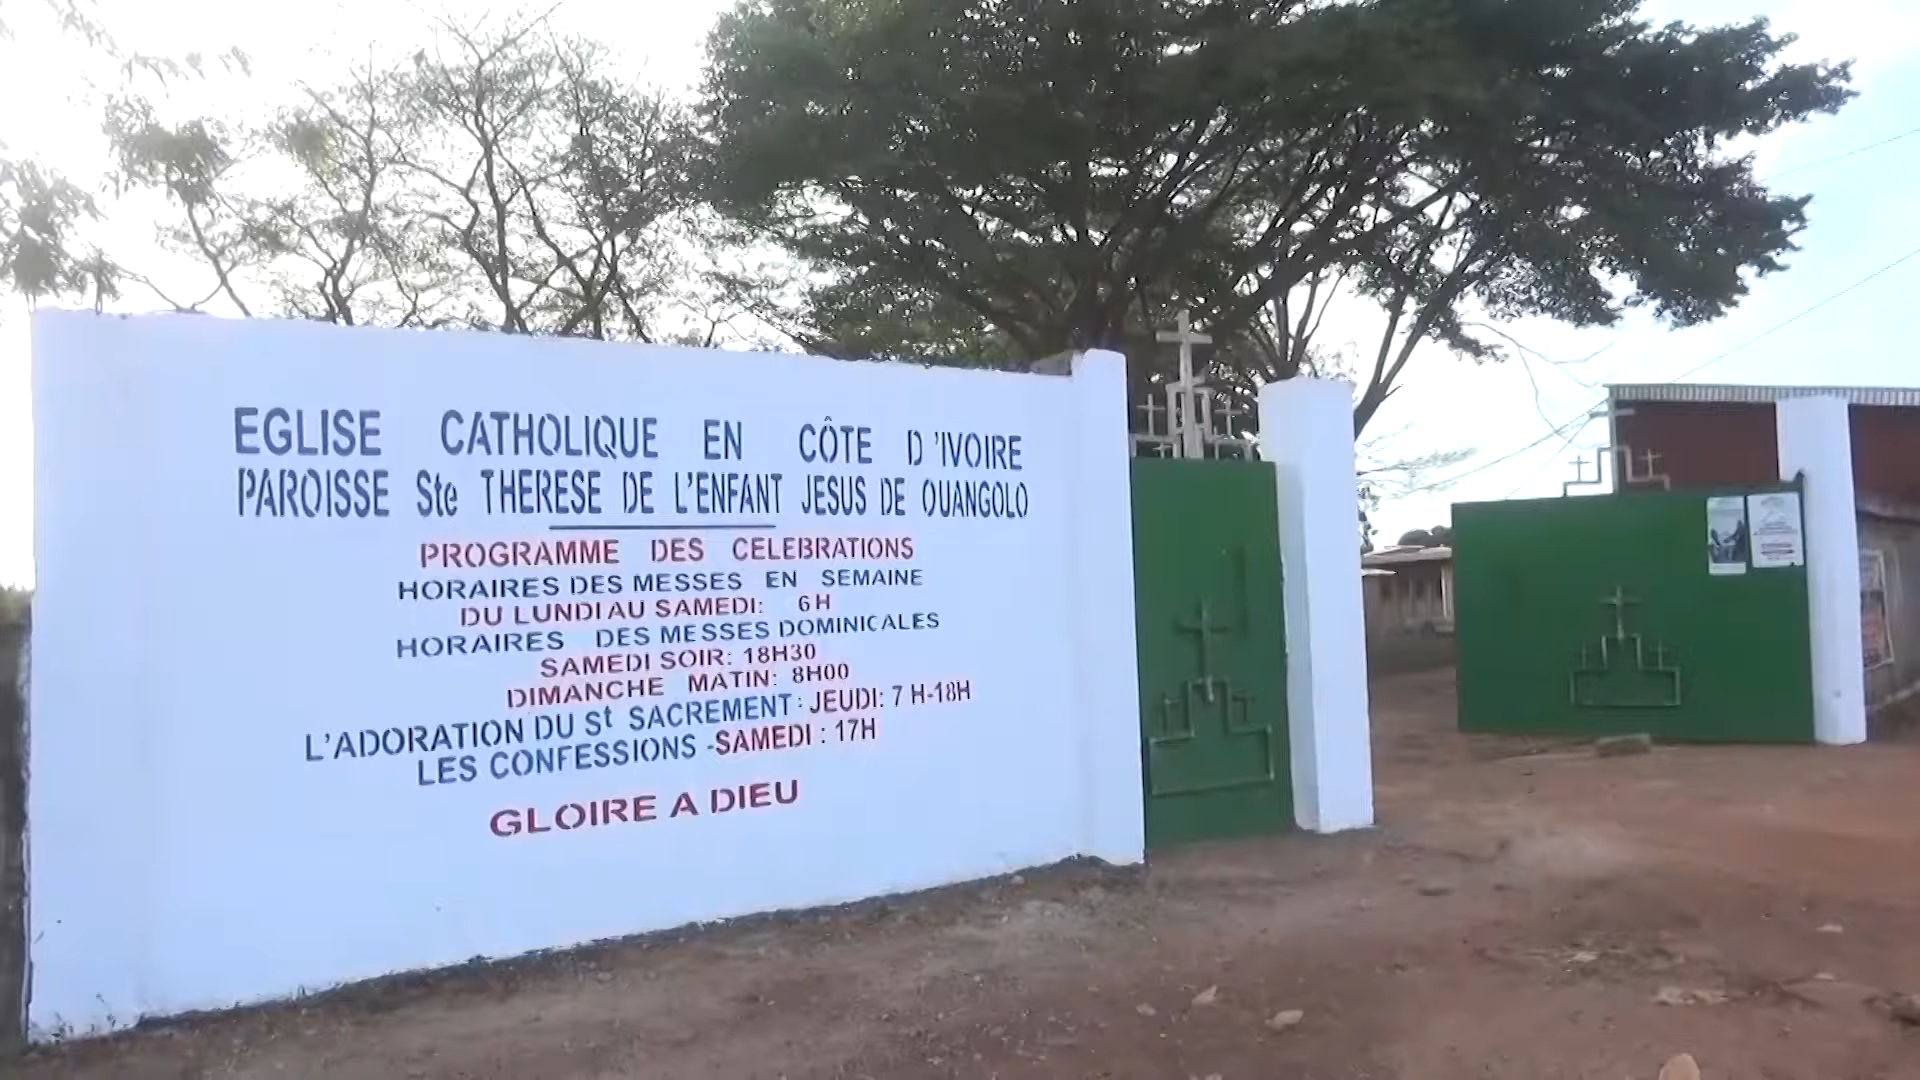 EGLISE CATHOLIQUE EN CÔTE D'IVOIRE
PAROISSE Ste THERESE DE L'ENFANT JESUS DE OUANGOLO
PROGRAMME DES CELEBRATIONS
HORAIRES DES MESSES EN SEMAINE
DU LUNDI AU SAMEDI: 6H
HORAIRES DES MESSES DOMINICALES
SAMEDI SOIR: 18H30
DIMANCHE MATIN: 8H00
L'ADORATION DU St SACREMENT: JEUDI: 7H-18H
LES CONFESSIONS -SAMEDI: 17H
GLOIRE A DIEU